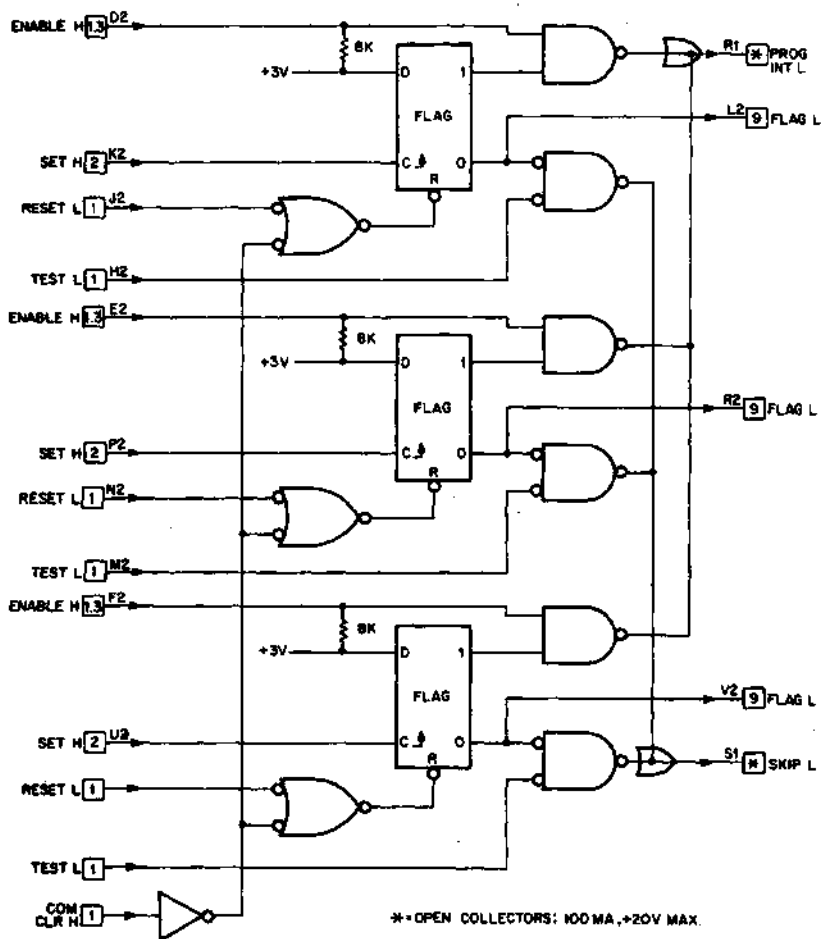 ENABLE H 1.3 D2
8K
+3V
D 1
FLAG
C 0
R
R1 * PROG INT L
L2 9 FLAG L
SET H 2 K2
RESET L 1 J2
TEST L 1 H2
ENABLE H 1.3 E2
8K
+3V
D 1
FLAG
C 0
R
R2 9 FLAG L
SET H 2 P2
RESET L 1 N2
TEST L 1 M2
ENABLE H 1.3 F2
8K
+3V
D 1
FLAG
C 0
R
V2 9 FLAG L
SET H 2 U2
S1 * SKIP L
RESET L 1
TEST L 1
COM CLR H 1
*=OPEN COLLECTORS; 100 MA, +20V MAX.